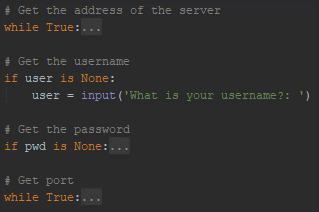 # Get the address of the server
while True:...
# Get the username
if user is None:
    user = input('What is your username?: ')
# Get the password
if pwd is None:...
# Get port
while True:...